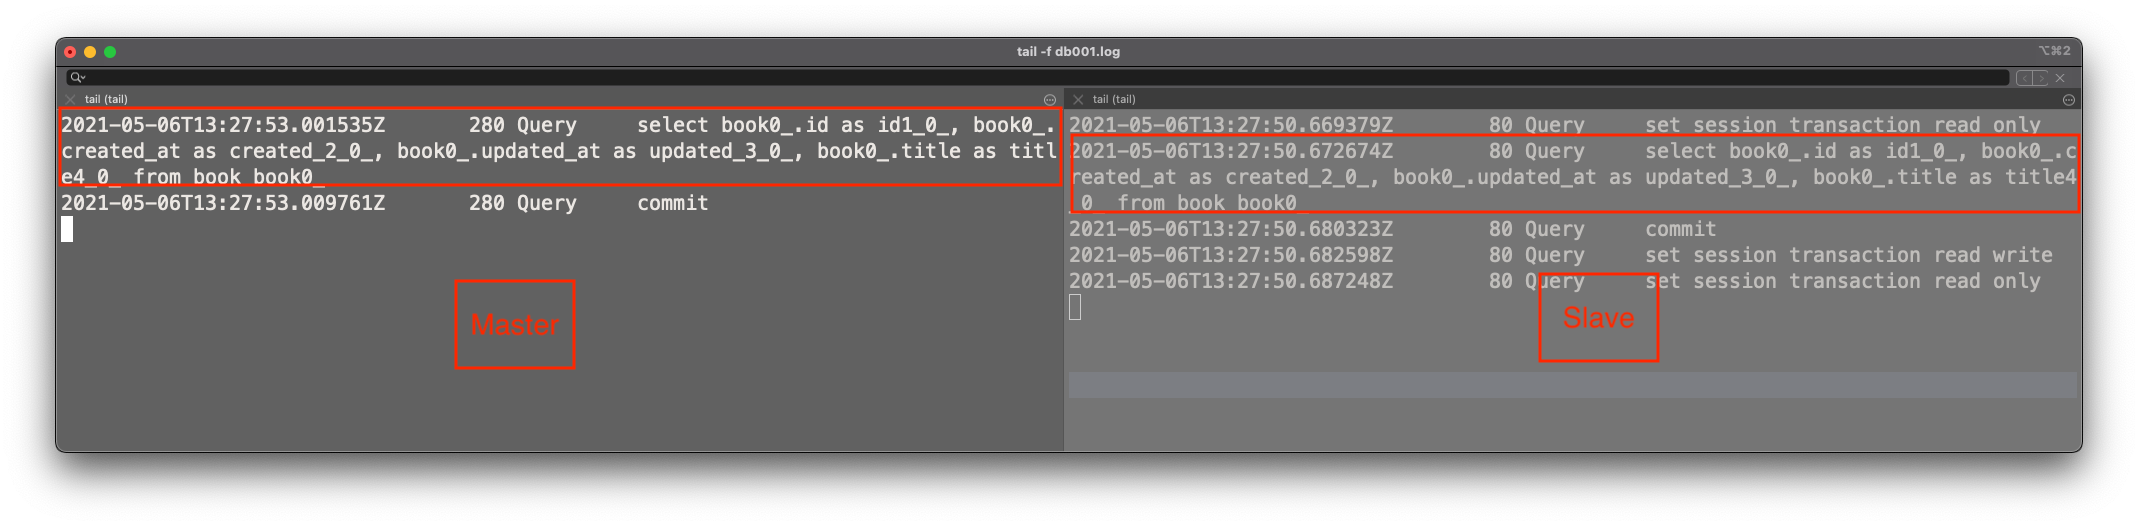 tail -f db001.log
⌥⌘2
tail (tail)
2021-05-06T13:27:53.001535Z 280 Query select book0_.id as id1_0_, book0_.
created_at as created_2_0_, book0_.updated_at as updated_3_0_, book0_.title as titl
e4_0_ from book book0_
2021-05-06T13:27:53.009761Z 280 Query commit
Master
tail (tail)
2021-05-06T13:27:50.669379Z 80 Query set session transaction read only
2021-05-06T13:27:50.672674Z 80 Query select book0_.id as id1_0_, book0_.c
reated_at as created_2_0_, book0_.updated_at as updated_3_0_, book0_.title as title4
_0_ from book book0_
2021-05-06T13:27:50.680323Z 80 Query commit
2021-05-06T13:27:50.682598Z 80 Query set session transaction read write
2021-05-06T13:27:50.687248Z 80 Query set session transaction read only
Slave